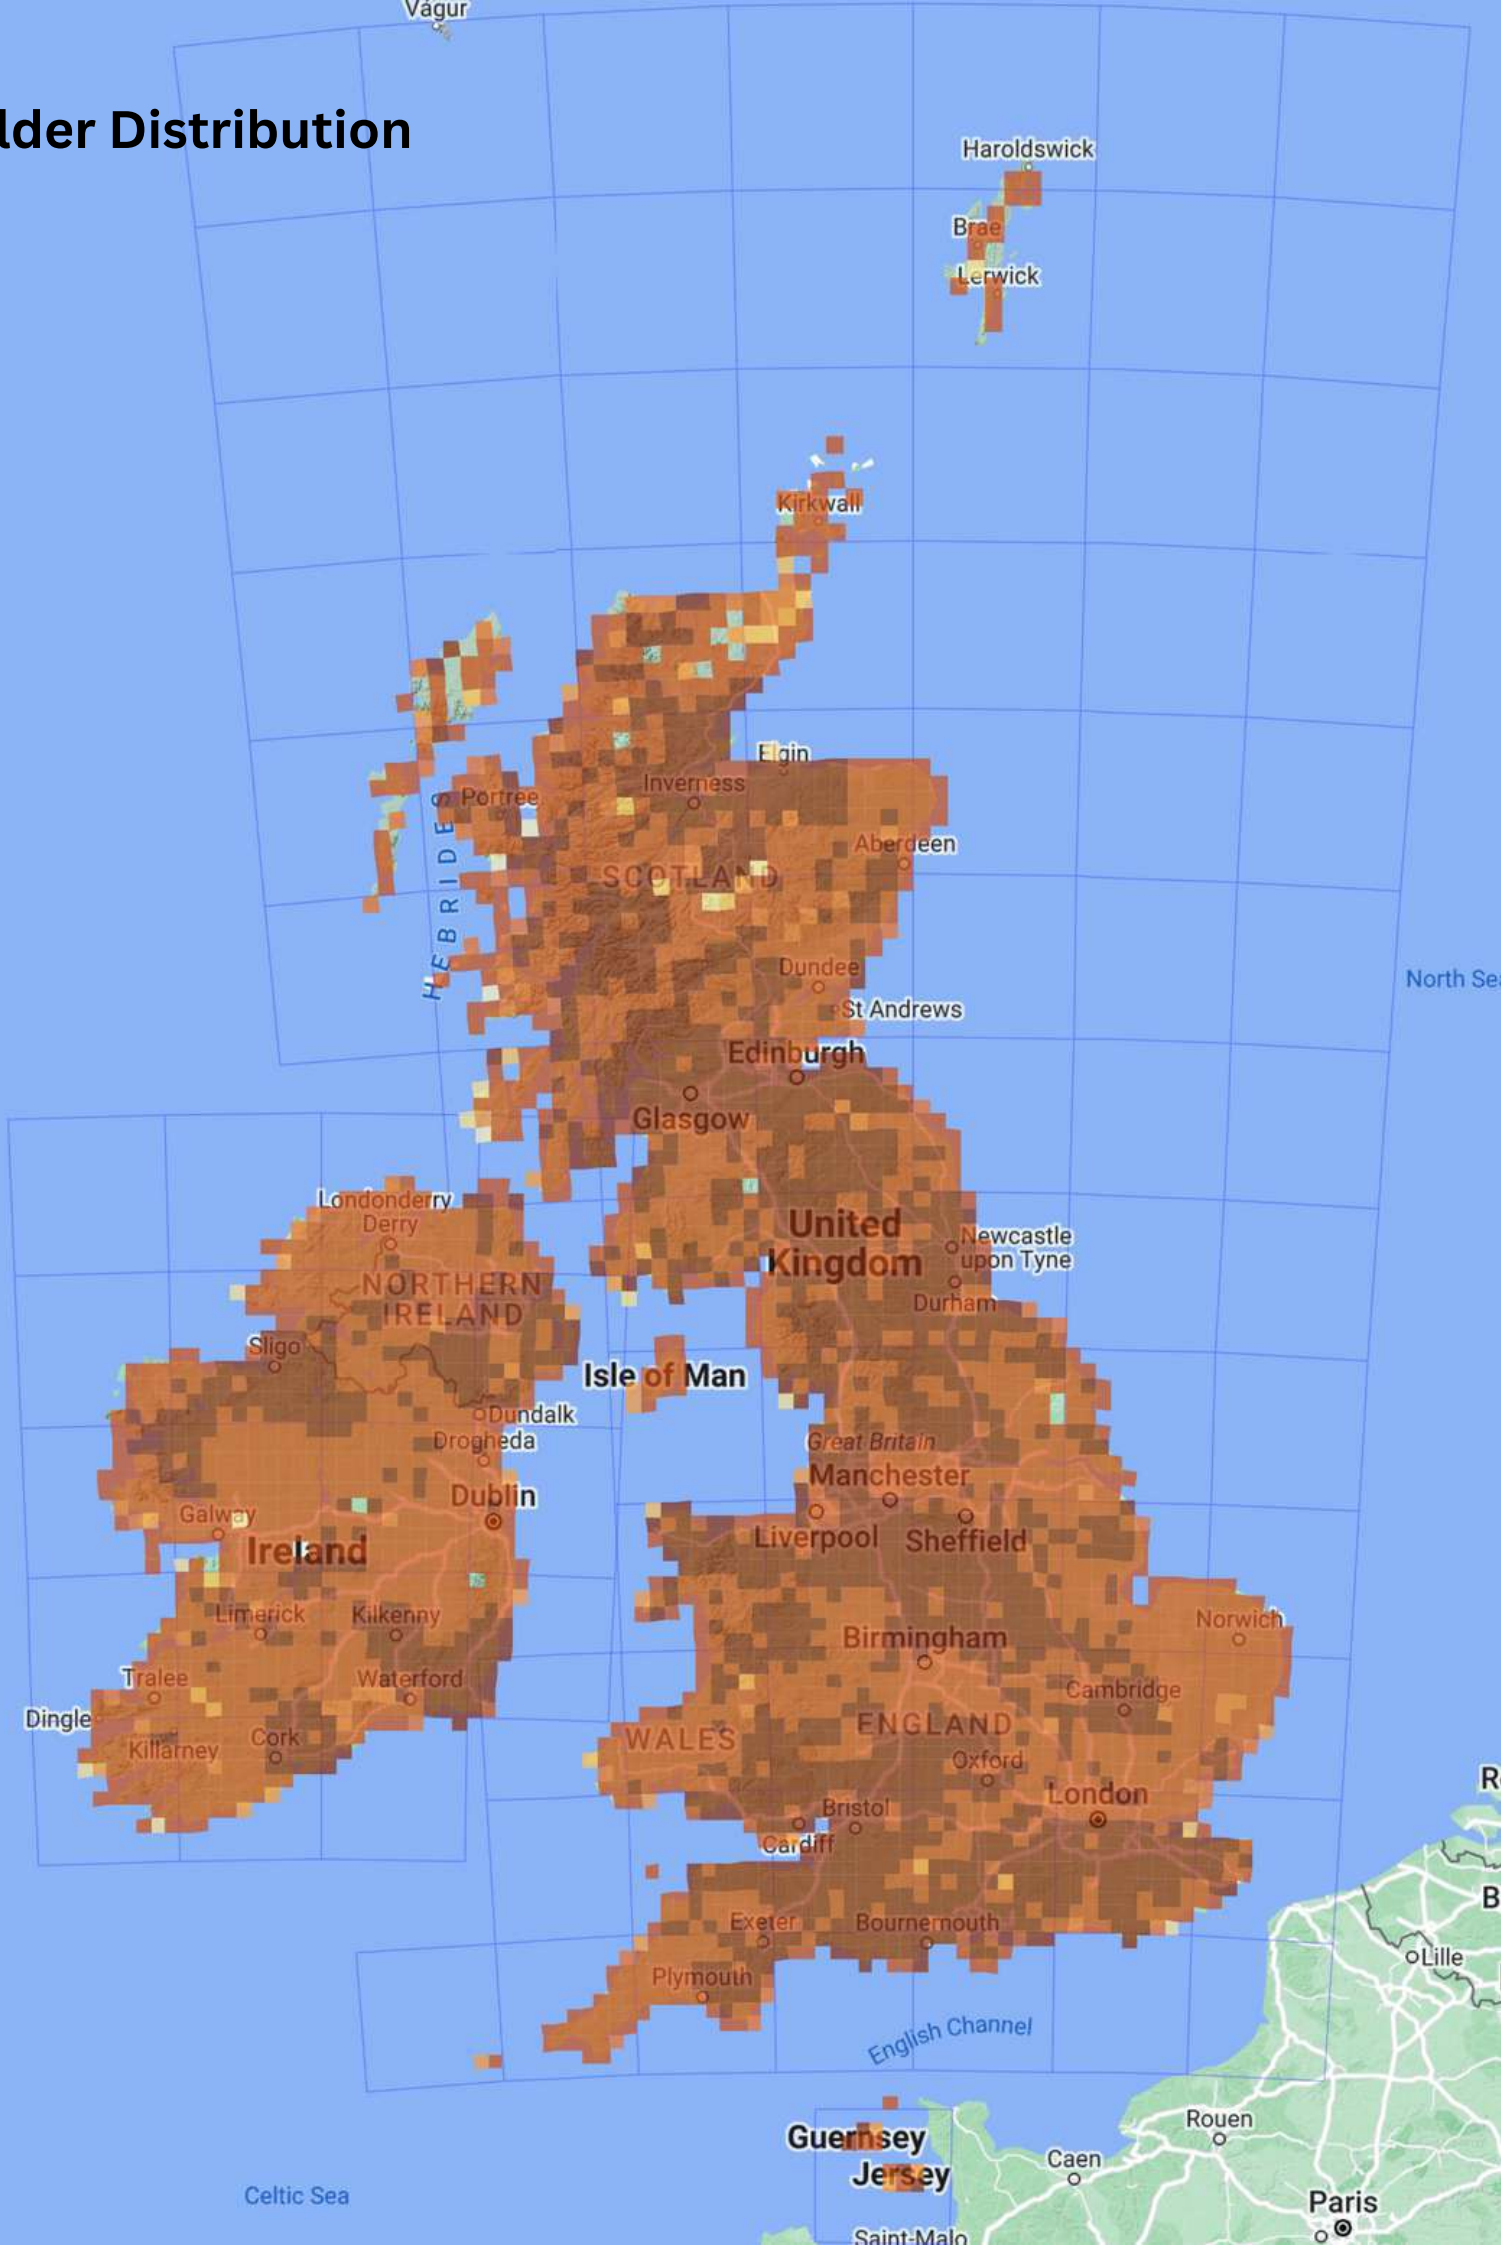 Vágur
lder Distribution
Haroldswick
Brae
Lerwick
Kirkwall
Elgin
Inverness
Portree
HEBRIDES
Aberdeen
SCOTLAND
Dundee
St Andrews
North Sea
Edinburgh
Glasgow
Londonderry
Derry
United
Kingdom
Newcastle
upon Tyne
NORTHERN
IRELAND
Durham
Sligo
Isle of Man
Dundalk
Drogheda
Great Britain
Manchester
Dublin
Galway
Liverpool
Sheffield
Ireland
Limerick
Kilkenny
Norwich
Birmingham
Tralee
Waterford
Cambridge
Dingle
ENGLAND
WALES
Cork
Killarney
Oxford
London
R
Bristol
Cardiff
B
Exeter
Bournemouth
Lille
Plymouth
English Channel
Rouen
Guernsey
Caen
Jersey
Celtic Sea
Paris
Saint-Malo